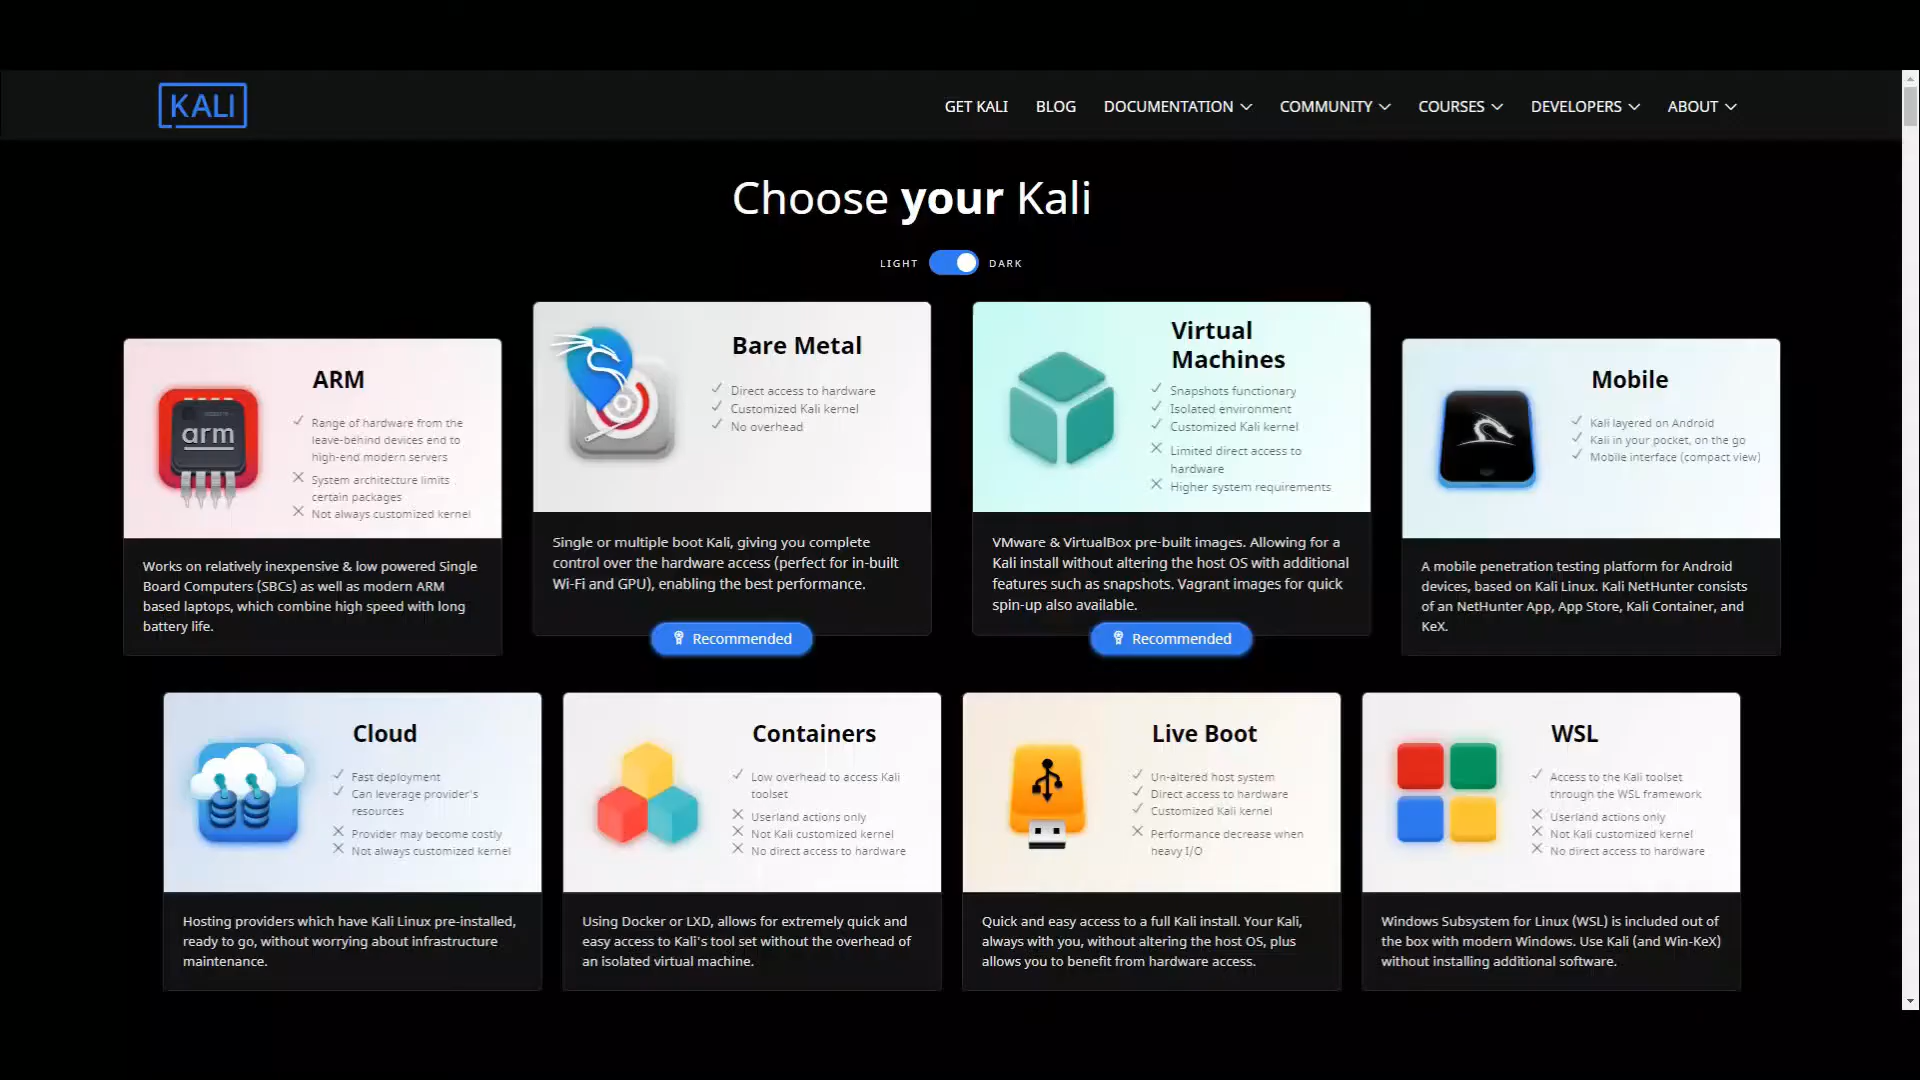 KALI
GET KALI
BLOG
DOCUMENTATION
COMMUNITY
COURSES
DEVELOPERS
ABOUT
Choose your Kali
LIGHT
DARK
ARM
arm
Range of hardware from the
leave-behind devices end to
high-end modern servers
System architecture limits
certain packages
Not always customized kernel
Works on relatively inexpensive & low powered Single
Board Computers (SBCs) as well as modern ARM
based laptops, which combine high speed with long
battery life.
Bare Metal
Direct access to hardware
Customized Kali kernel
No overhead
Single or multiple boot Kali, giving you complete
control over the hardware access (perfect for in-built
Wi-Fi and GPU), enabling the best performance.
Recommended
Virtual
Machines
Snapshots functionary
Isolated environment
Customized Kali kernel
Limited direct access to
hardware
Higher system requirements
VMware & VirtualBox pre-built images. Allowing for a
Kali install without altering the host OS with additional
features such as snapshots. Vagrant images for quick
spin-up also available.
Recommended
Mobile
Kali layered on Android
Kali in your pocket, on the go
Mobile interface (compact view)
A mobile penetration testing platform for Android
devices, based on Kali Linux. Kali NetHunter consists
of an NetHunter App, App Store, Kali Container, and
KeX.
Cloud
Fast deployment
Can leverage provider's
resources
Provider may become costly
Not always customized kernel
Hosting providers which have Kali Linux pre-installed,
ready to go, without worrying about infrastructure
maintenance.
Containers
Low overhead to access Kali
toolset
Userland actions only
Not Kali customized kernel
No direct access to hardware
Using Docker or LXD, allows for extremely quick and
easy access to Kali's tool set without the overhead of
an isolated virtual machine.
Live Boot
Un-altered host system
Direct access to hardware
Customized Kali kernel
Performance decrease when
heavy I/O
Quick and easy access to a full Kali install. Your Kali,
always with you, without altering the host OS, plus
allows you to benefit from hardware access.
WSL
Access to the Kali toolset
through the WSL framework
Userland actions only
Not Kali customized kernel
No direct access to hardware
Windows Subsystem for Linux (WSL) is included out of
the box with modern Windows. Use Kali (and Win-KeX)
without installing additional software.